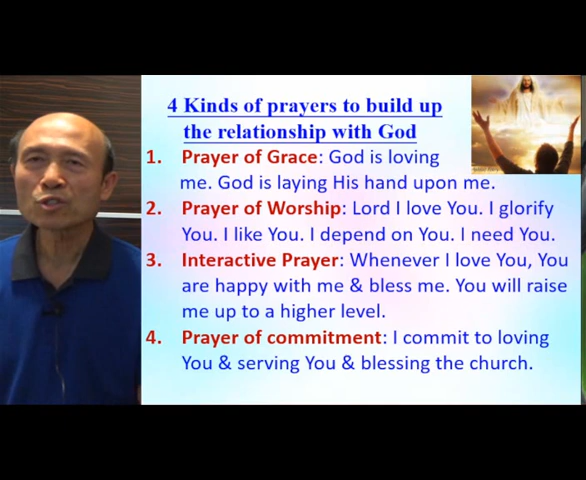 4 Kinds of prayers to build up
the relationship with God
1. Prayer of Grace: God is loving
me. God is laying His hand upon me.
2. Prayer of Worship: Lord I love You. I glorify
You. I like You. I depend on You. I need You.
3. Interactive Prayer: Whenever I love You, You
are happy with me & bless me. You will raise
me up to a higher level.
4. Prayer of commitment: I commit to loving
You & serving You & blessing the church.